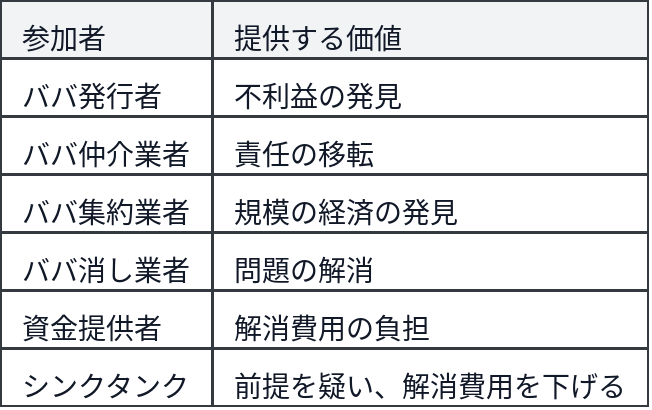 参加者 提供する価値
ババ発行者 不利益の発見
ババ仲介業者 責任の移転
ババ集約業者 規模の経済の発見
ババ消し業者 問題の解消
資金提供者 解消費用の負担
シンクタンク 前提を疑い、解消費用を下げる